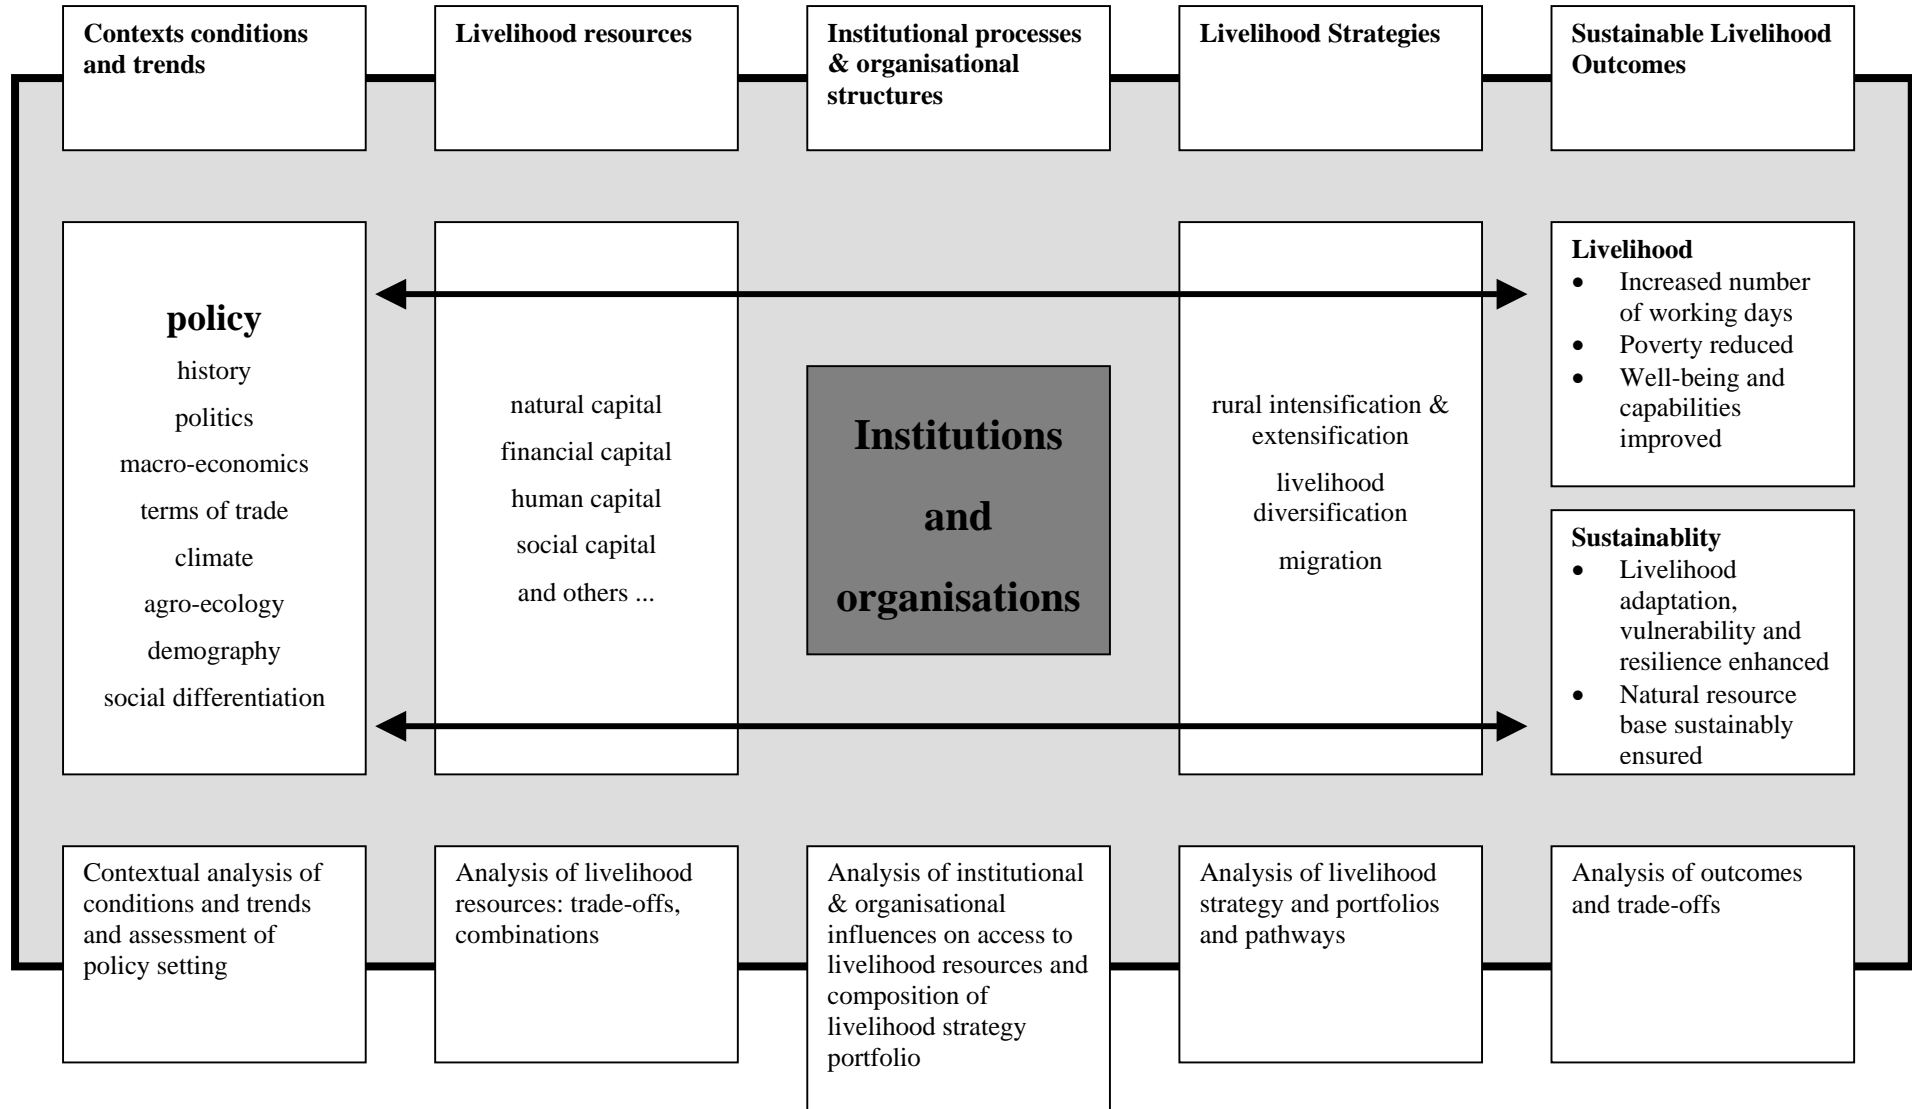 Contexts conditions
and trends
Livelihood resources
Institutional processes
& organisational
structures
Livelihood Strategies
Sustainable Livelihood
Outcomes
policy
history
politics
macro-economics
terms of trade
climate
agro-ecology
demography
social differentiation
natural capital
financial capital
human capital
social capital
and others ...
Institutions
and
organisations
rural intensification &
extensification
livelihood
diversification
migration
Livelihood
• Increased number
of working days
• Poverty reduced
• Well-being and
capabilities
improved
Sustainablity
• Livelihood
adaptation,
vulnerability and
resilience enhanced
• Natural resource
base sustainably
ensured
Contextual analysis of
conditions and trends
and assessment of
policy setting
Analysis of livelihood
resources: trade-offs,
combinations
Analysis of institutional
& organisational
influences on access to
livelihood resources and
composition of
livelihood strategy
portfolio
Analysis of livelihood
strategy and portfolios
and pathways
Analysis of outcomes
and trade-offs